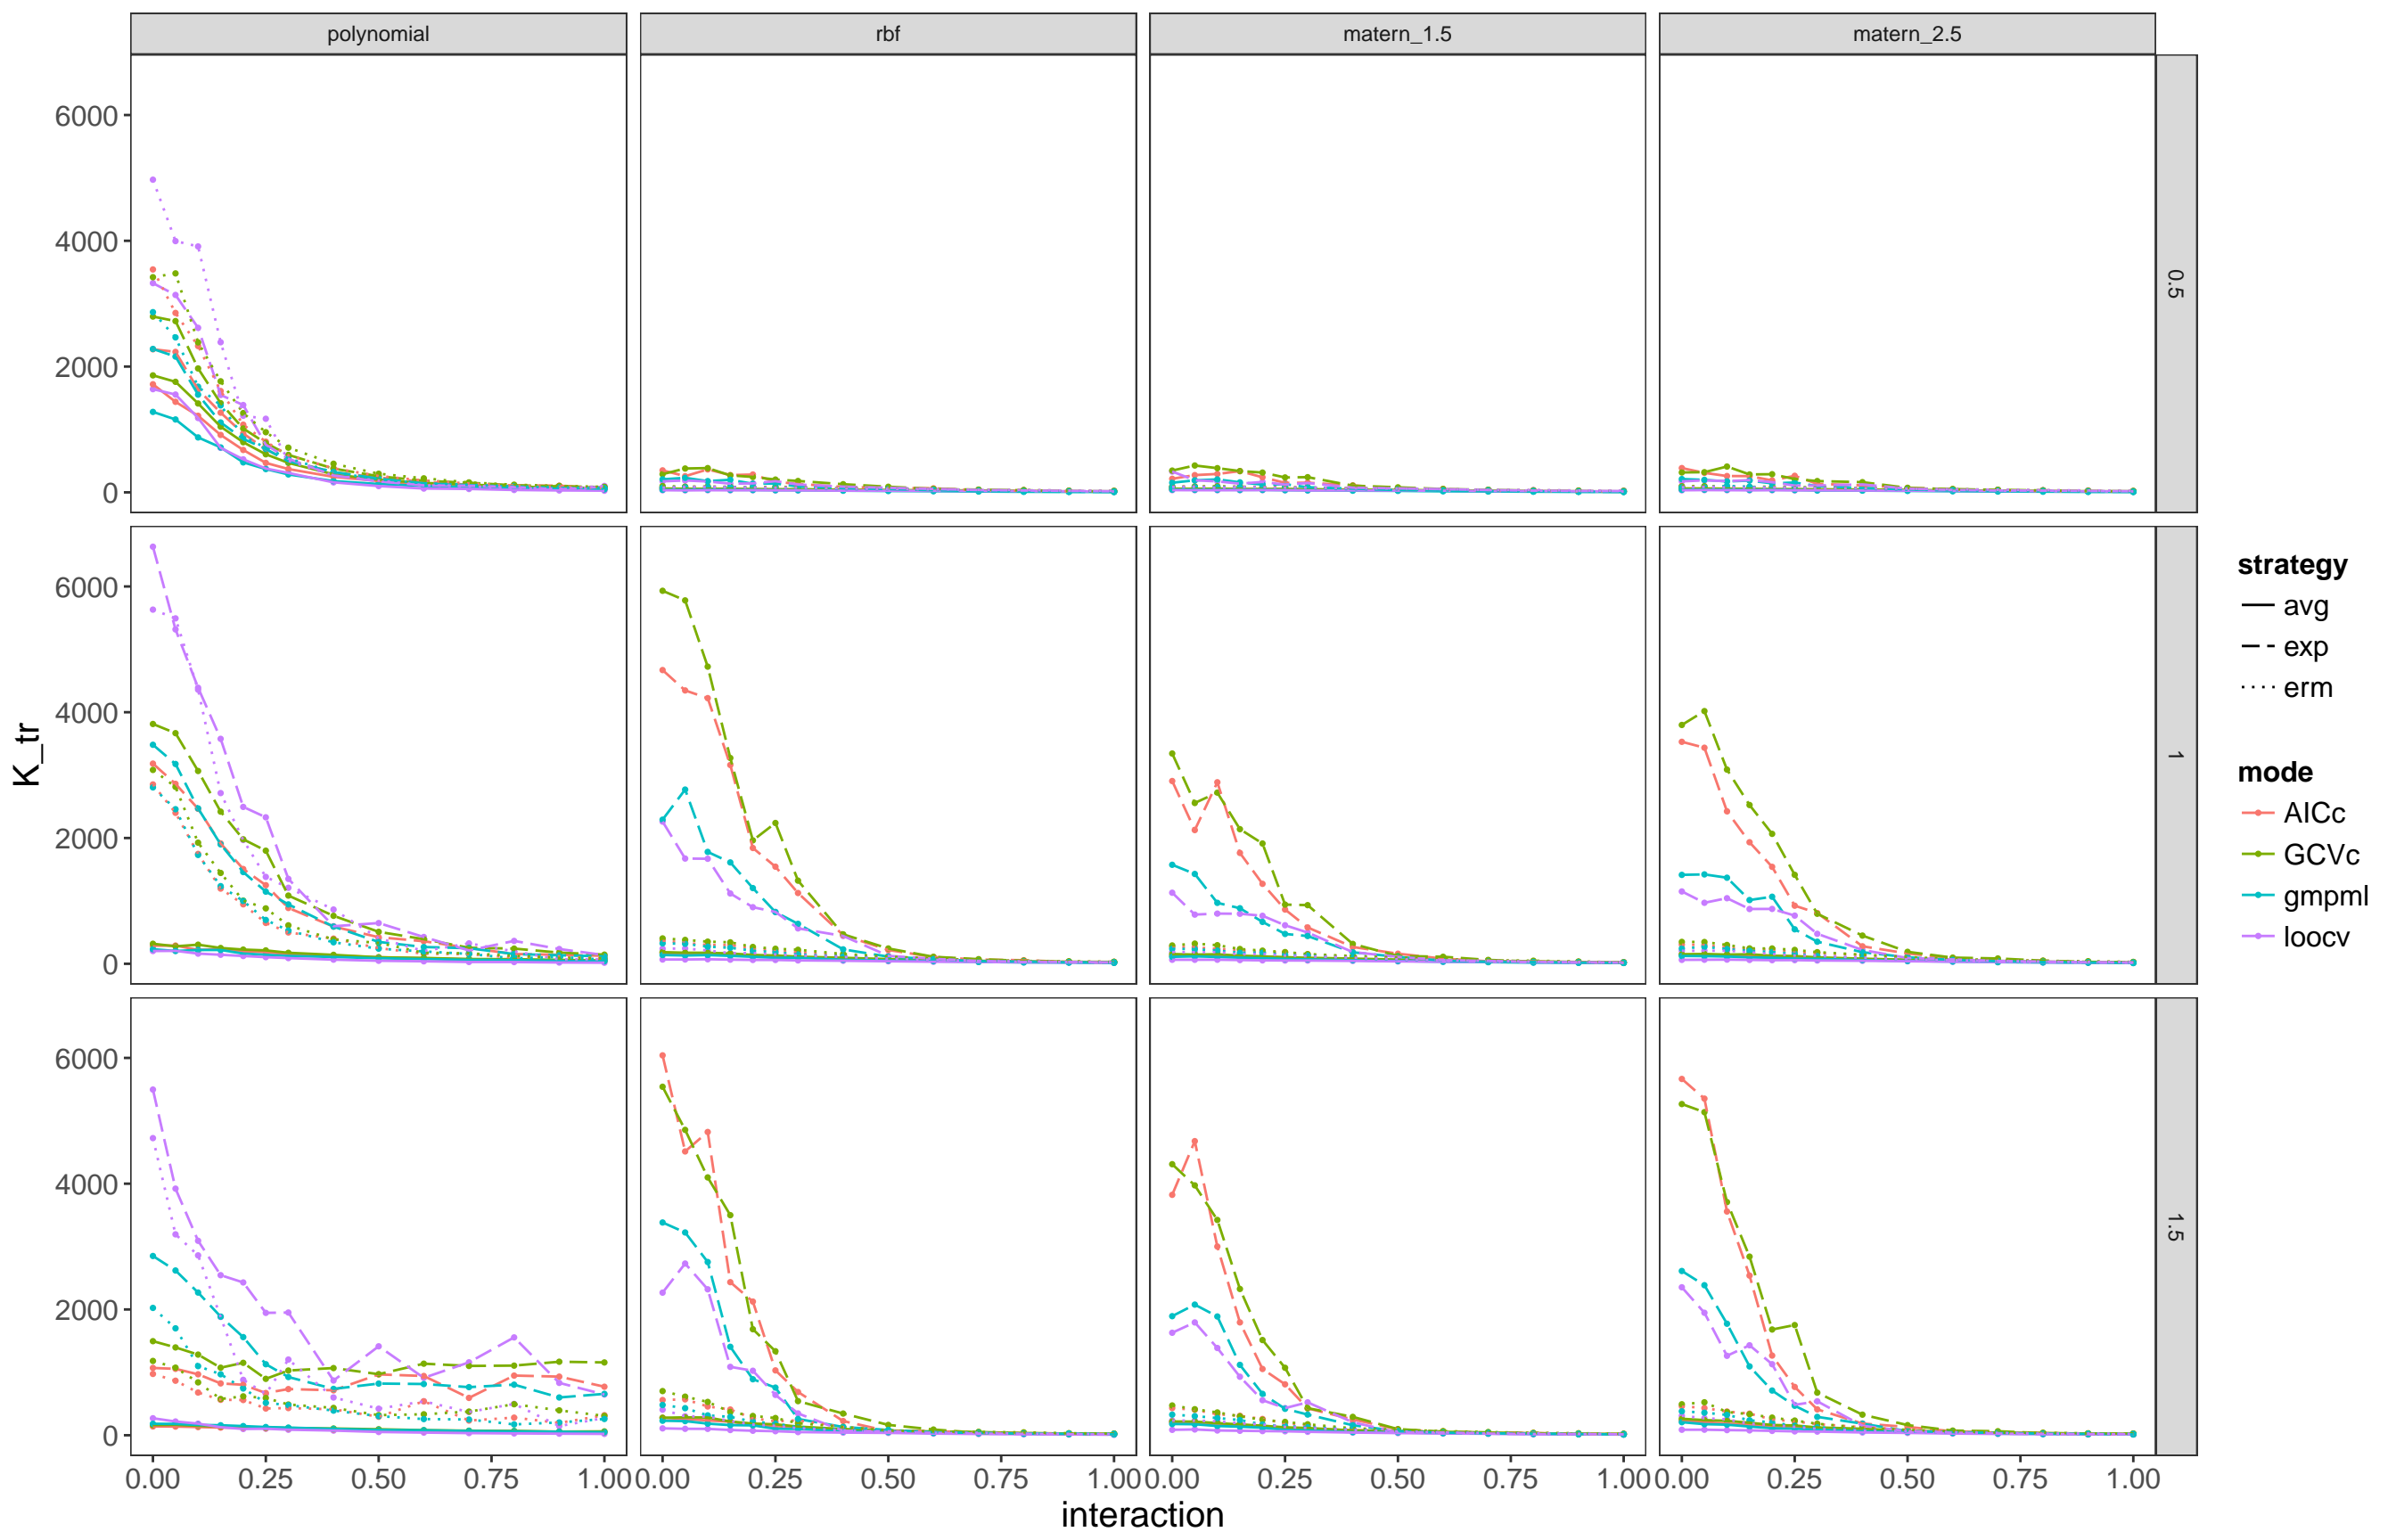 polynomial rbf matern_1.5 matern_2.5
6000
4000
2000
0
0.5
6000
4000
2000
0
1
6000
4000
2000
0
1.5
0.00 0.25 0.50 0.75 1.00 0.00 0.25 0.50 0.75 1.00 0.00 0.25 0.50 0.75 1.00 0.00 0.25 0.50 0.75 1.00
interaction
K_tr
strategy
avg
exp
erm
mode
AICc
GCVc
gmpml
loocv